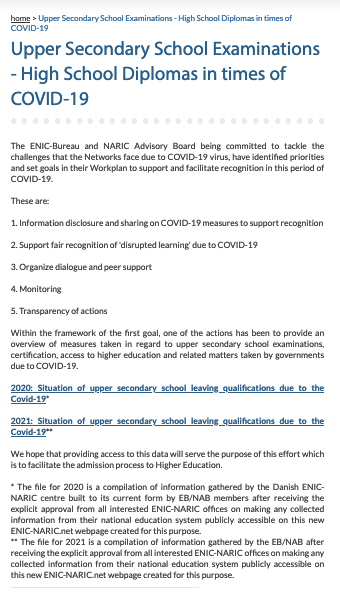 home > Upper Secondary School Examinations - High School Diplomas in times of
COVID-19
Upper Secondary School Examinations
- High School Diplomas in times of
COVID-19
The ENIC-Bureau and NARIC Advisory Board being committed to tackle the
challenges that the Networks face due to COVID-19 virus, have identified priorities
and set goals in their Workplan to support and facilitate recognition in this period of
COVID-19.
These are:
1. Information disclosure and sharing on COVID-19 measures to support recognition
2. Support fair recognition of 'disrupted learning' due to COVID-19
3. Organize dialogue and peer support
4. Monitoring
5. Transparency of actions
Within the framework of the first goal, one of the actions has been to provide an
overview of measures taken in regard to upper secondary school examinations,
certification, access to higher education and related matters taken by governments
due to COVID-19.
2020: Situation of upper secondary school leaving qualifications due to the
Covid-19*
2021: Situation of upper secondary school leaving qualifications due to the
Covid-19**
We hope that providing access to this data will serve the purpose of this effort which
is to facilitate the admission process to Higher Education.
* The file for 2020 is a compilation of information gathered by the Danish ENIC-
NARIC centre built to its current form by EB/NAB members after receiving the
explicit approval from all interested ENIC-NARIC offices on making any collected
information from their national education system publicly accessible on this new
ENIC-NARIC.net webpage created for this purpose.
** The file for 2021 is a compilation of information gathered by the EB/NAB after
receiving the explicit approval from all interested ENIC-NARIC offices on making any
collected information from their national education system publicly accessible on
this new ENIC-NARIC.net webpage created for this purpose.